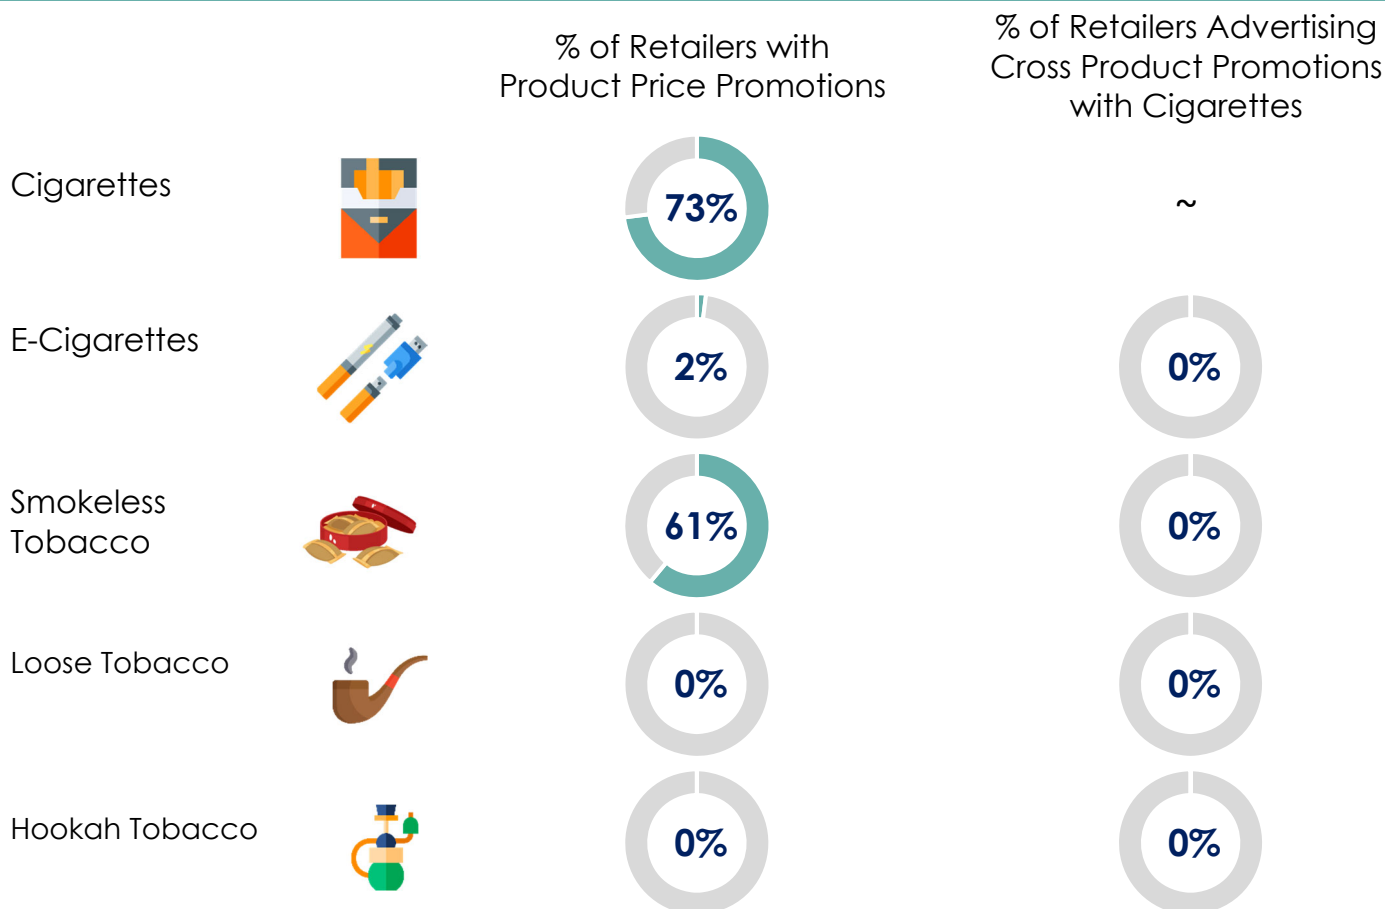 % of Retailers with
Product Price Promotions
% of Retailers Advertising
Cross Product Promotions
with Cigarettes
Cigarettes
73%
~
E-Cigarettes
2%
0%
Smokeless
Tobacco
61%
0%
Loose Tobacco
0%
0%
Hookah Tobacco
0%
0%